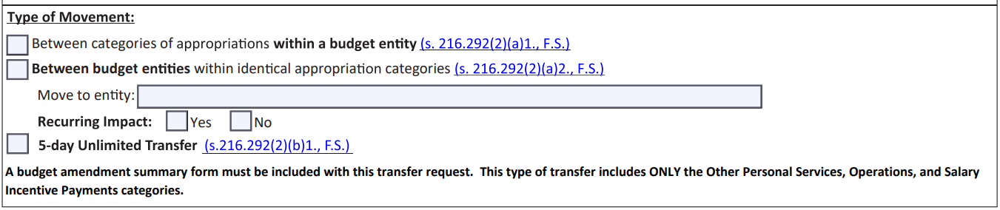 Type of Movement:
Between categories of appropriations within a budget entity (s. 216.292(2)(a)1., F.S.)
Between budget entities within identical appropriation categories (s. 216.292(2)(a)2., F.S.)
Move to entity:
Recurring Impact: Yes No
5-day Unlimited Transfer (s.216.292(2)(b)1., F.S.)
A budget amendment summary form must be included with this transfer request.  This type of transfer includes ONLY the Other Personal Services, Operations, and Salary
Incentive Payments categories.